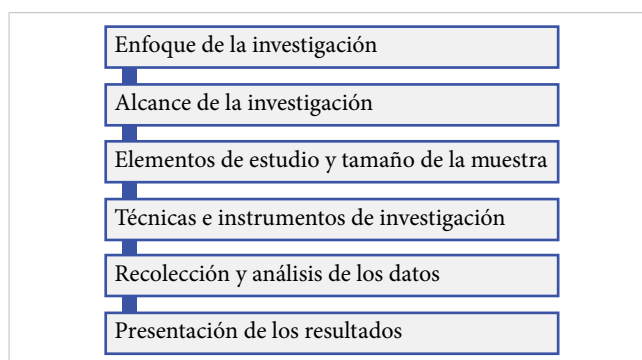 Enfoque de la investigación
Alcance de la investigación
Elementos de estudio y tamaño de la muestra
Técnicas e instrumentos de investigación
Recolección y análisis de los datos
Presentación de los resultados